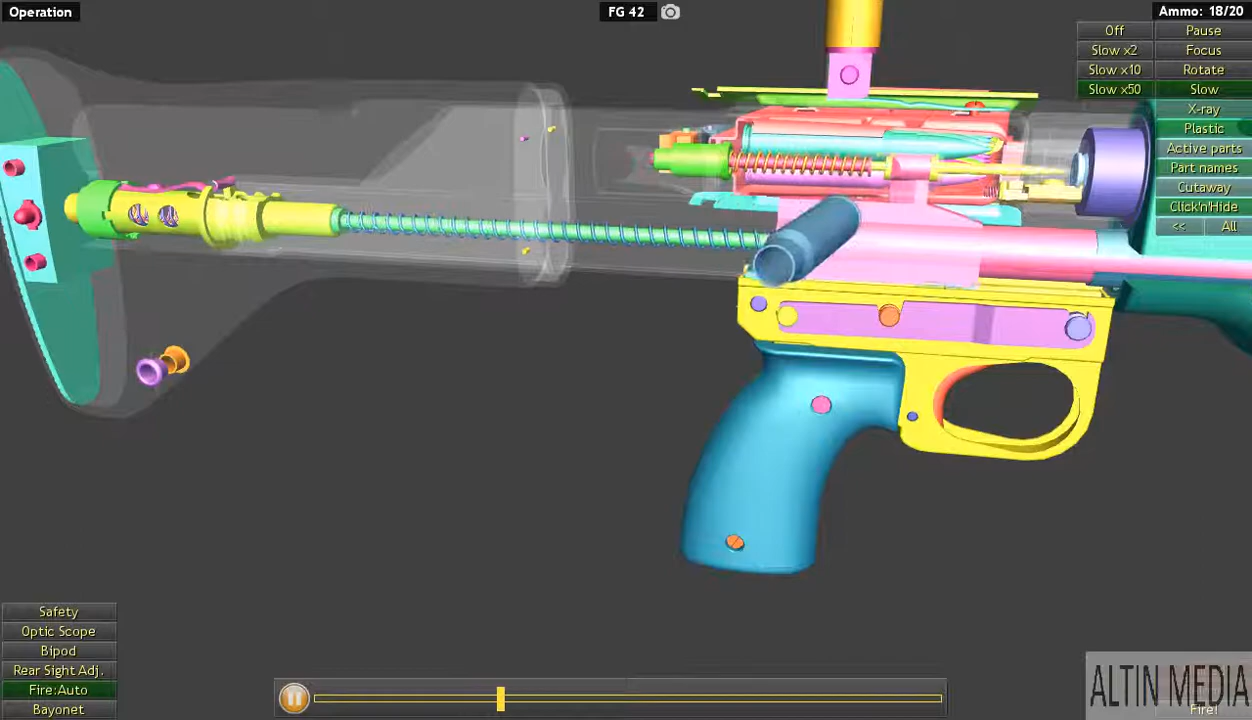 Operation
FG 42
Ammo: 18/20
Off
Pause
Slow x2
Focus
Slow x10
Rotate
Slow x50
Slow
X-ray
Plastic
Active parts
Part names
Cutaway
Click'n'Hide
<<
All
Safety
Optic Scope
Bipod
Rear Sight Adj.
Fire:Auto
Bayonet
ALTIN MEDIA
Fire!